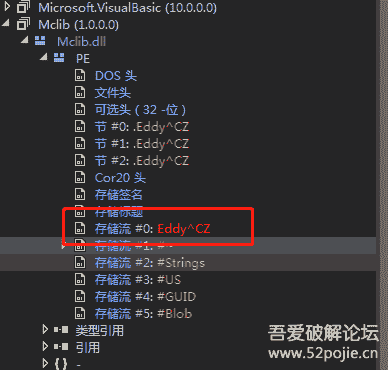 Microsoft.VisualBasic (10.0.0.0)
Mclib (1.0.0.0)
Mclib.dll
PE
DOS 头
文件头
可选头 ( 32 -位 )
节 #0: .Eddy^CZ
节 #1: .Eddy^CZ
节 #2: .Eddy^CZ
Cor20 头
存储签名
存储标题
存储流 #0: Eddy^CZ
存储流 #1: #~
存储流 #2: #Strings
存储流 #3: #US
存储流 #4: #GUID
存储流 #5: #Blob
类型引用
引用
{ } -
吾爱破解论坛
www.52pojie.cn